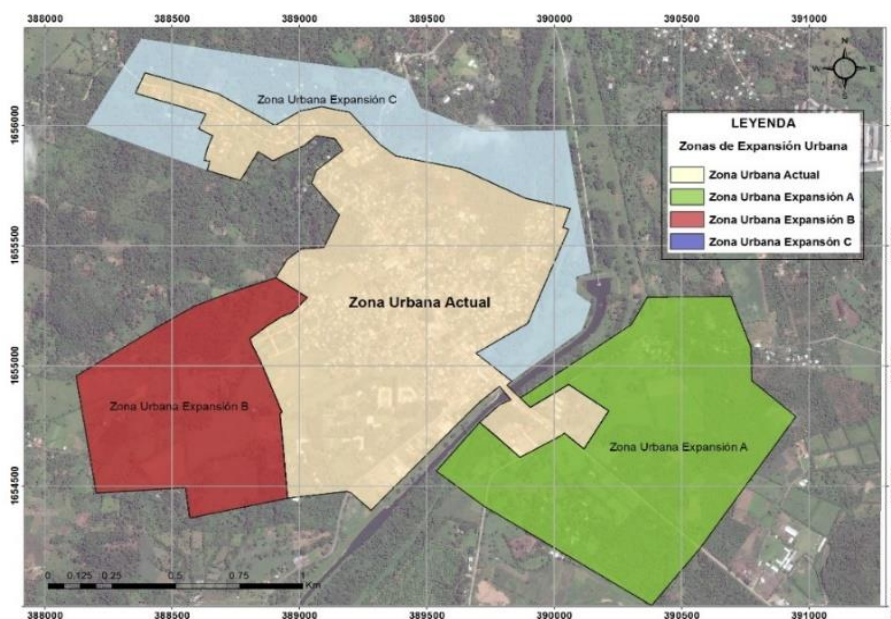 388000 388500 389000 389500 390000 390500 391000
N
W E
S
Zona Urbana Expansión C
1656000
LEYENDA
Zonas de Expansión Urbana
Zona Urbana Actual
Zona Urbana Expansión A
Zona Urbana Expansión B
Zona Urbana Expansón C
1655500
Zona Urbana Actual
1655000
Zona Urbana Expansión B
Zona Urbana Expansión A
1654500
0 0.125 0.25 0.5 0.75 1
Km
388000 388500 389000 389500 390000 390500 391000